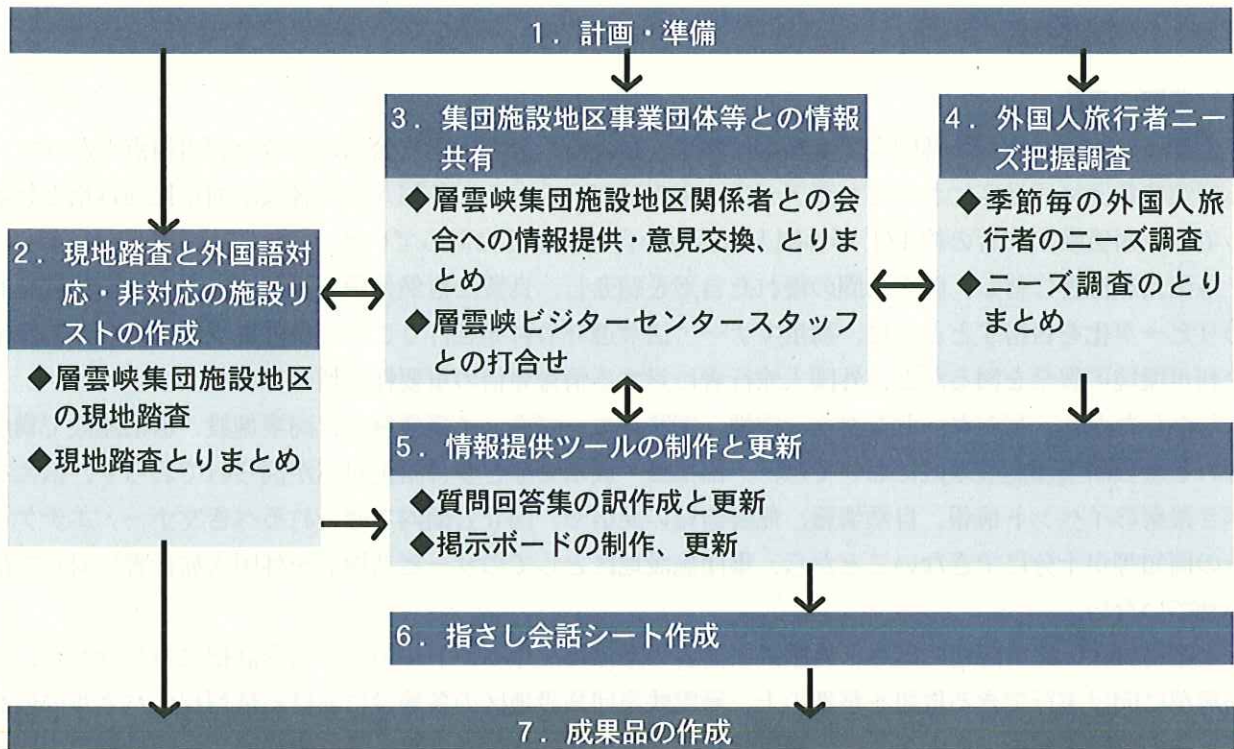 1．計画・準備
2．現地踏査と外国語対
応・非対応の施設リ
ストの作成
◆層雲峡集団施設地区
の現地踏査
◆現地踏査とりまとめ
3．集団施設地区事業団体等との情報
共有
◆層雲峡集団施設地区関係者との会
合への情報提供・意見交換、とりま
とめ
◆層雲峡ビジターセンタースタッフ
との打合せ
4．外国人旅行者ニー
ズ把握調査
◆季節毎の外国人旅
行者のニーズ調査
◆ニーズ調査のとり
まとめ
5．情報提供ツールの制作と更新
◆質問回答集の訳作成と更新
◆掲示ボードの制作、更新
6．指さし会話シート作成
7．成果品の作成